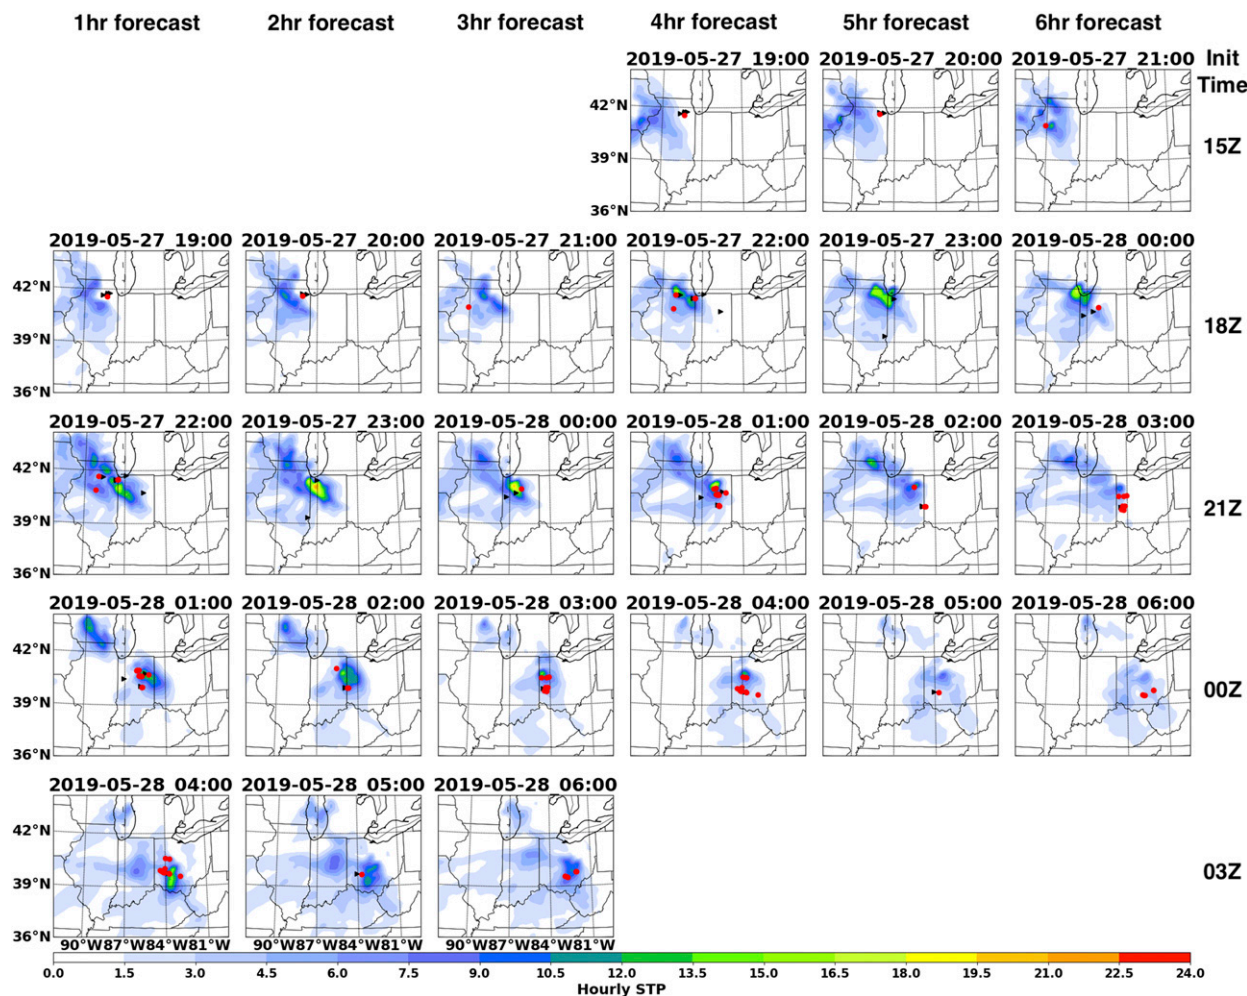 1hr forecast 2hr forecast 3hr forecast 4hr forecast 5hr forecast 6hr forecast
2019-05-27_19:00 2019-05-27_20:00 2019-05-27_21:00 Init
Time
42°N
39°N
36°N
15Z
2019-05-27_19:00 2019-05-27_20:00 2019-05-27_21:00 2019-05-27_22:00 2019-05-27_23:00 2019-05-28_00:00
42°N
39°N
36°N
18Z
2019-05-27_22:00 2019-05-27_23:00 2019-05-28_00:00 2019-05-28_01:00 2019-05-28_02:00 2019-05-28_03:00
42°N
39°N
36°N
21Z
2019-05-28_01:00 2019-05-28_02:00 2019-05-28_03:00 2019-05-28_04:00 2019-05-28_05:00 2019-05-28_06:00
42°N
39°N
36°N
00Z
2019-05-28_04:00 2019-05-28_05:00 2019-05-28_06:00
42°N
39°N
36°N
03Z
90°W87°W84°W81°W 90°W87°W84°W81°W 90°W87°W84°W81°W
0.0 1.5 3.0 4.5 6.0 7.5 9.0 10.5 12.0 13.5 15.0 16.5 18.0 19.5 21.0 22.5 24.0
Hourly STP